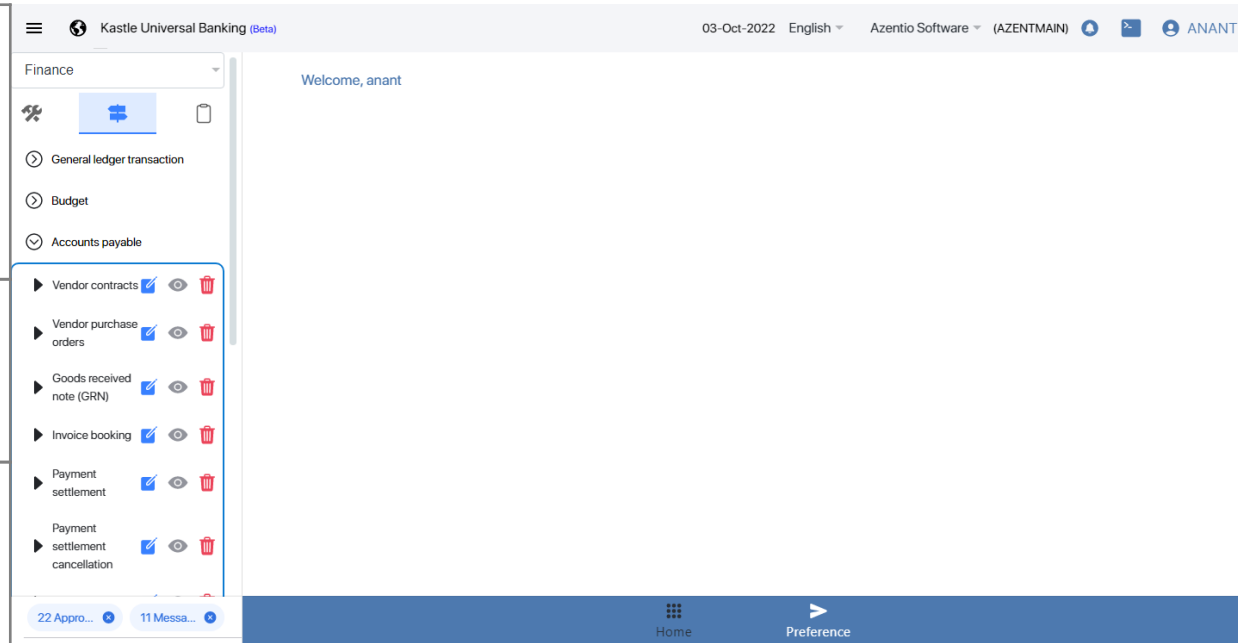 Kastle Universal Banking (Beta)
03-Oct-2022 English Azentio Software (AZENTMAIN) ANANT
Finance
Welcome, anant
General ledger transaction
Budget
Accounts payable
Vendor contracts
Vendor purchase
orders
Goods received
note (GRN)
Invoice booking
Payment
settlement
Payment
settlement
cancellation
22 Appro...
11 Messa...
Home
Preference